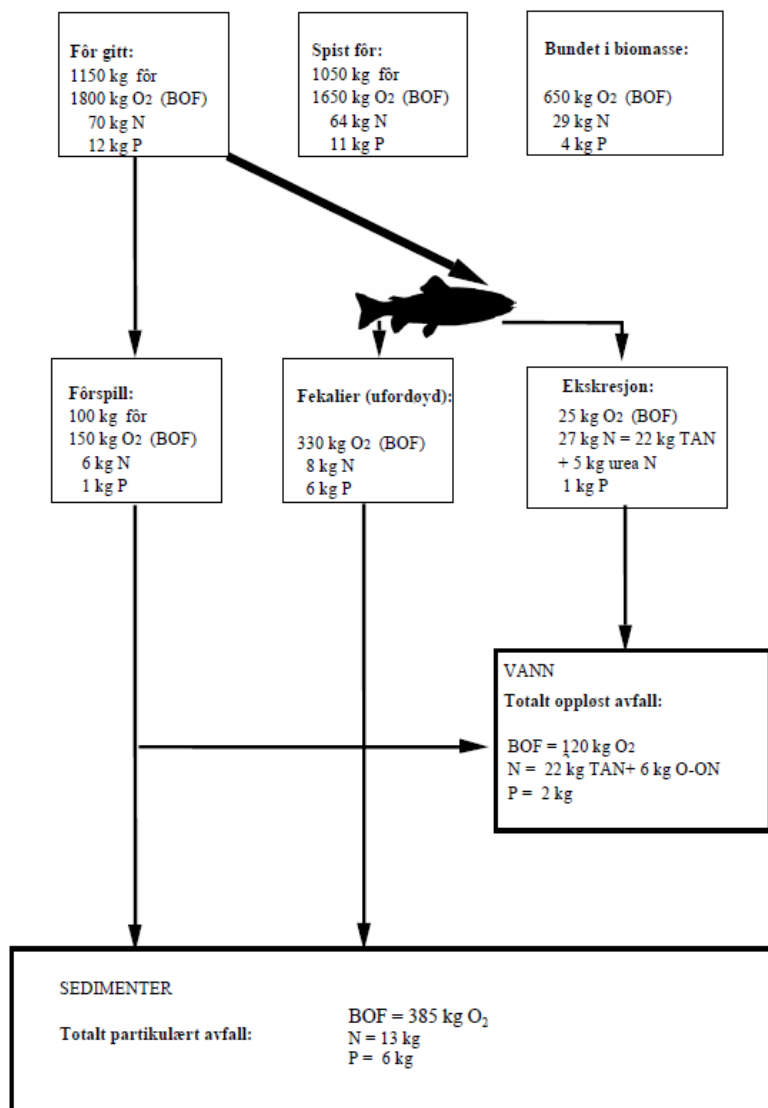 Fôr gitt:
1150 kg fôr
1800 kg O2 (BOF)
70 kg N
12 kg P
Spist fôr:
1050 kg fôr
1650 kg O2 (BOF)
64 kg N
11 kg P
Bundet i biomasse:
650 kg O2 (BOF)
29 kg N
4 kg P
Fôrspill:
100 kg fôr
150 kg O2 (BOF)
6 kg N
1 kg P
Fekalier (ufordøyd):
330 kg O2 (BOF)
8 kg N
6 kg P
Ekskresjon:
25 kg O2 (BOF)
27 kg N = 22 kg TAN
+ 5 kg urea N
1 kg P
VANN
Totalt oppløst avfall:
BOF = 120 kg O2
N = 22 kg TAN+ 6 kg O-ON
P = 2 kg
SEDIMENTER
Totalt partikulært avfall:
BOF = 385 kg O2
N = 13 kg
P = 6 kg